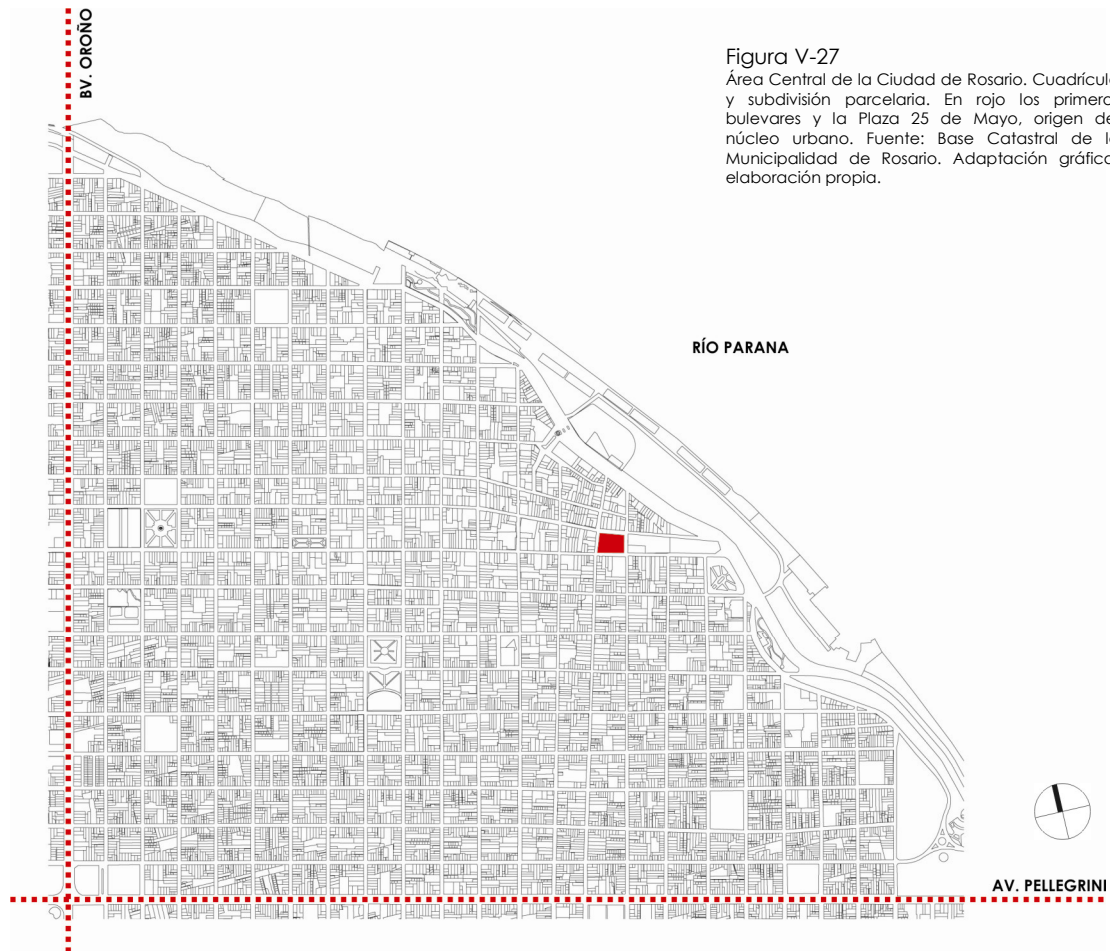 BV. OROÑO
Figura V-27
Área Central de la Ciudad de Rosario. Cuadrícul
y subdivisión parcelaria. En rojo los primero
bulevares y la Plaza 25 de Mayo, origen de
núcleo urbano. Fuente: Base Catastral de l
Municipalidad de Rosario. Adaptación gráfica
elaboración propia.
RÍO PARANA
AV. PELLEGRINI